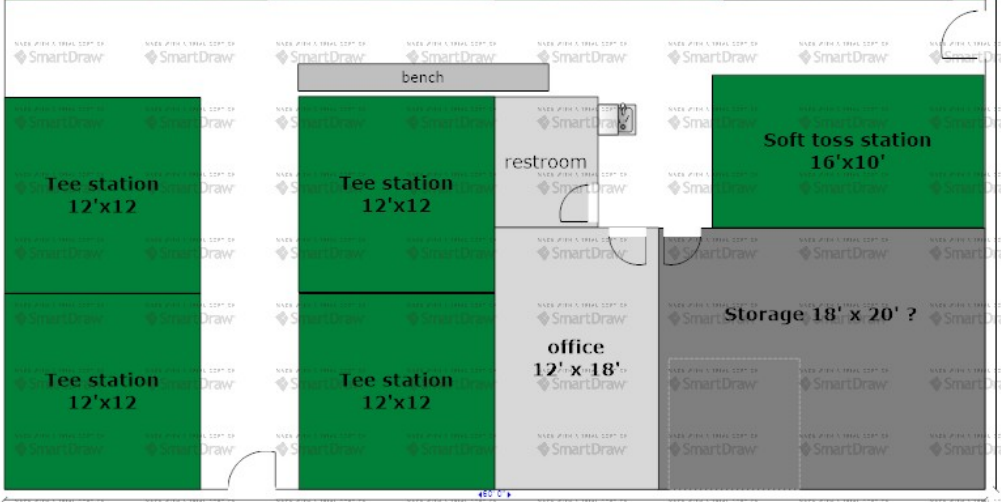 bench
Soft toss station
16'x10'
restroom
Tee station
12'x12
Tee station
12'x12
Storage 18' x 20' ?
office
12' x 18'
Tee station
12'x12
Tee station
12'x12
60' 0"
SmartDraw